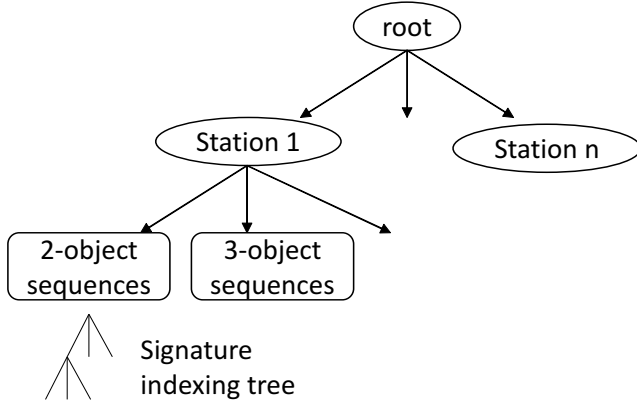 root
Station 1
Station n
2-object
sequences
3-object
sequences
Signature
indexing tree